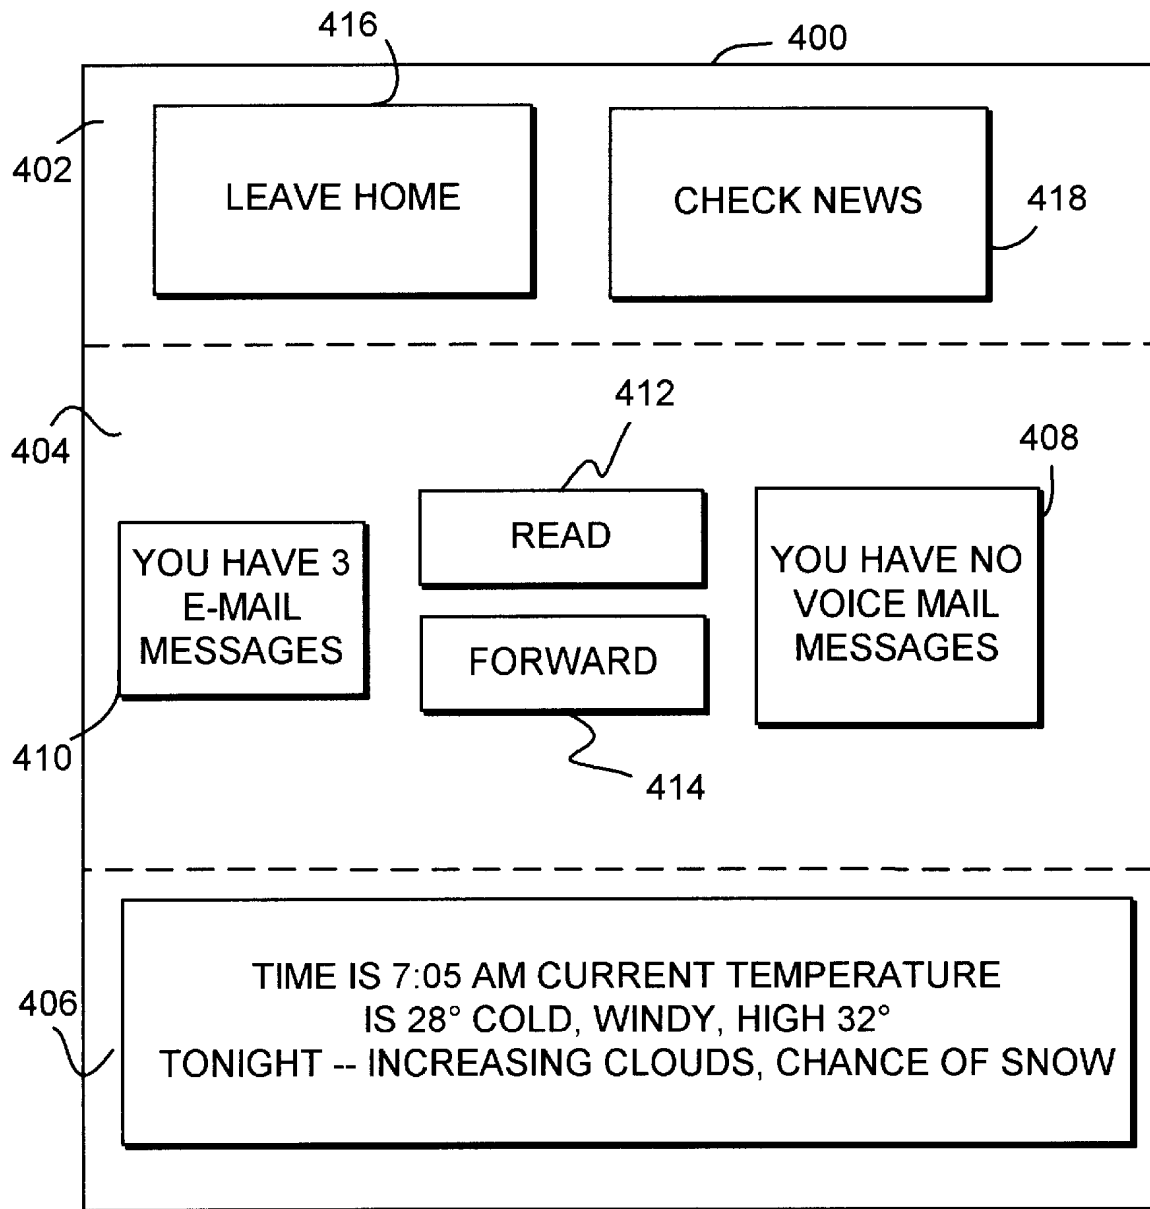 416
400
402
LEAVE HOME
CHECK NEWS
418
412
404
408
READ
YOU HAVE 3
E-MAIL
MESSAGES
YOU HAVE NO
VOICE MAIL
MESSAGES
FORWARD
410
414
406
TIME IS 7:05 AM CURRENT TEMPERATURE
IS 28° COLD, WINDY, HIGH 32°
TONIGHT -- INCREASING CLOUDS, CHANCE OF SNOW